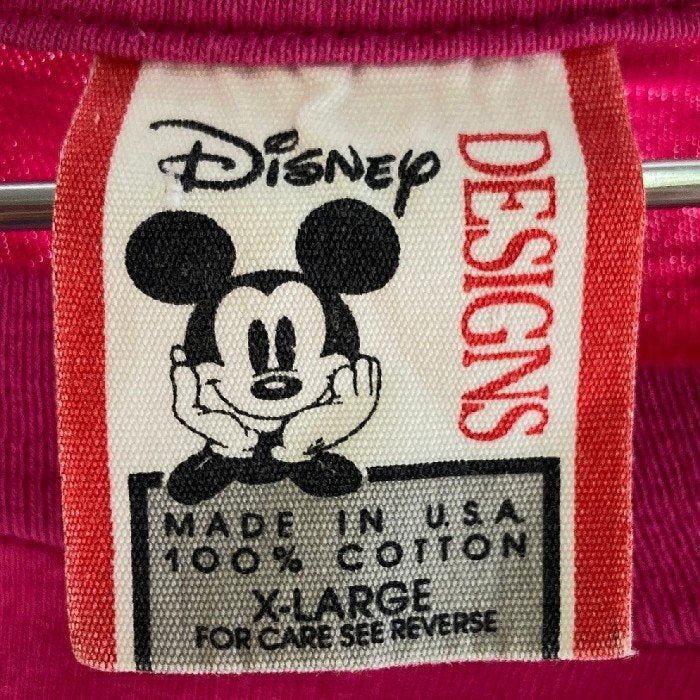 Disney
DESIGNS
MADE IN U.S.A.
100% COTTON
X-LARGE
FOR CARE SEE REVERSE